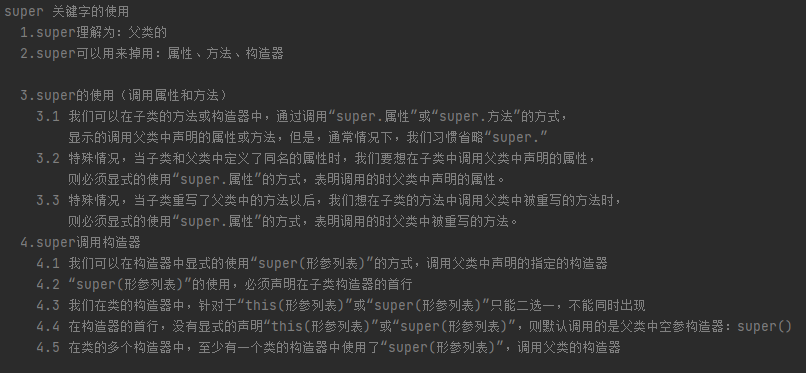 super 关键字的使用
1.super理解为：父类的
2.super可以用来掉用：属性、方法、构造器
3.super的使用（调用属性和方法）
3.1 我们可以在子类的方法或构造器中，通过调用“super.属性”或“super.方法”的方式，
显示的调用父类中声明的属性或方法，但是，通常情况下，我们习惯省略“super.”
3.2 特殊情况，当子类和父类中定义了同名的属性时，我们要想在子类中调用父类中声明的属性，
则必须显式的使用“super.属性”的方式，表明调用的时父类中声明的属性。
3.3 特殊情况，当子类重写了父类中的方法以后，我们想在子类的方法中调用父类中被重写的方法时，
则必须显式的使用“super.属性”的方式，表明调用的时父类中被重写的方法。
4.super调用构造器
4.1 我们可以在构造器中显式的使用“super(形参列表)”的方式，调用父类中声明的指定的构造器
4.2 “super(形参列表)”的使用，必须声明在子类构造器的首行
4.3 我们在类的构造器中，针对于“this(形参列表)”或“super(形参列表)”只能二选一，不能同时出现
4.4 在构造器的首行，没有显式的声明“this(形参列表)”或“super(形参列表)”，则默认调用的是父类中空参构造器：super()
4.5 在类的多个构造器中，至少有一个类的构造器中使用了“super(形参列表)”，调用父类的构造器